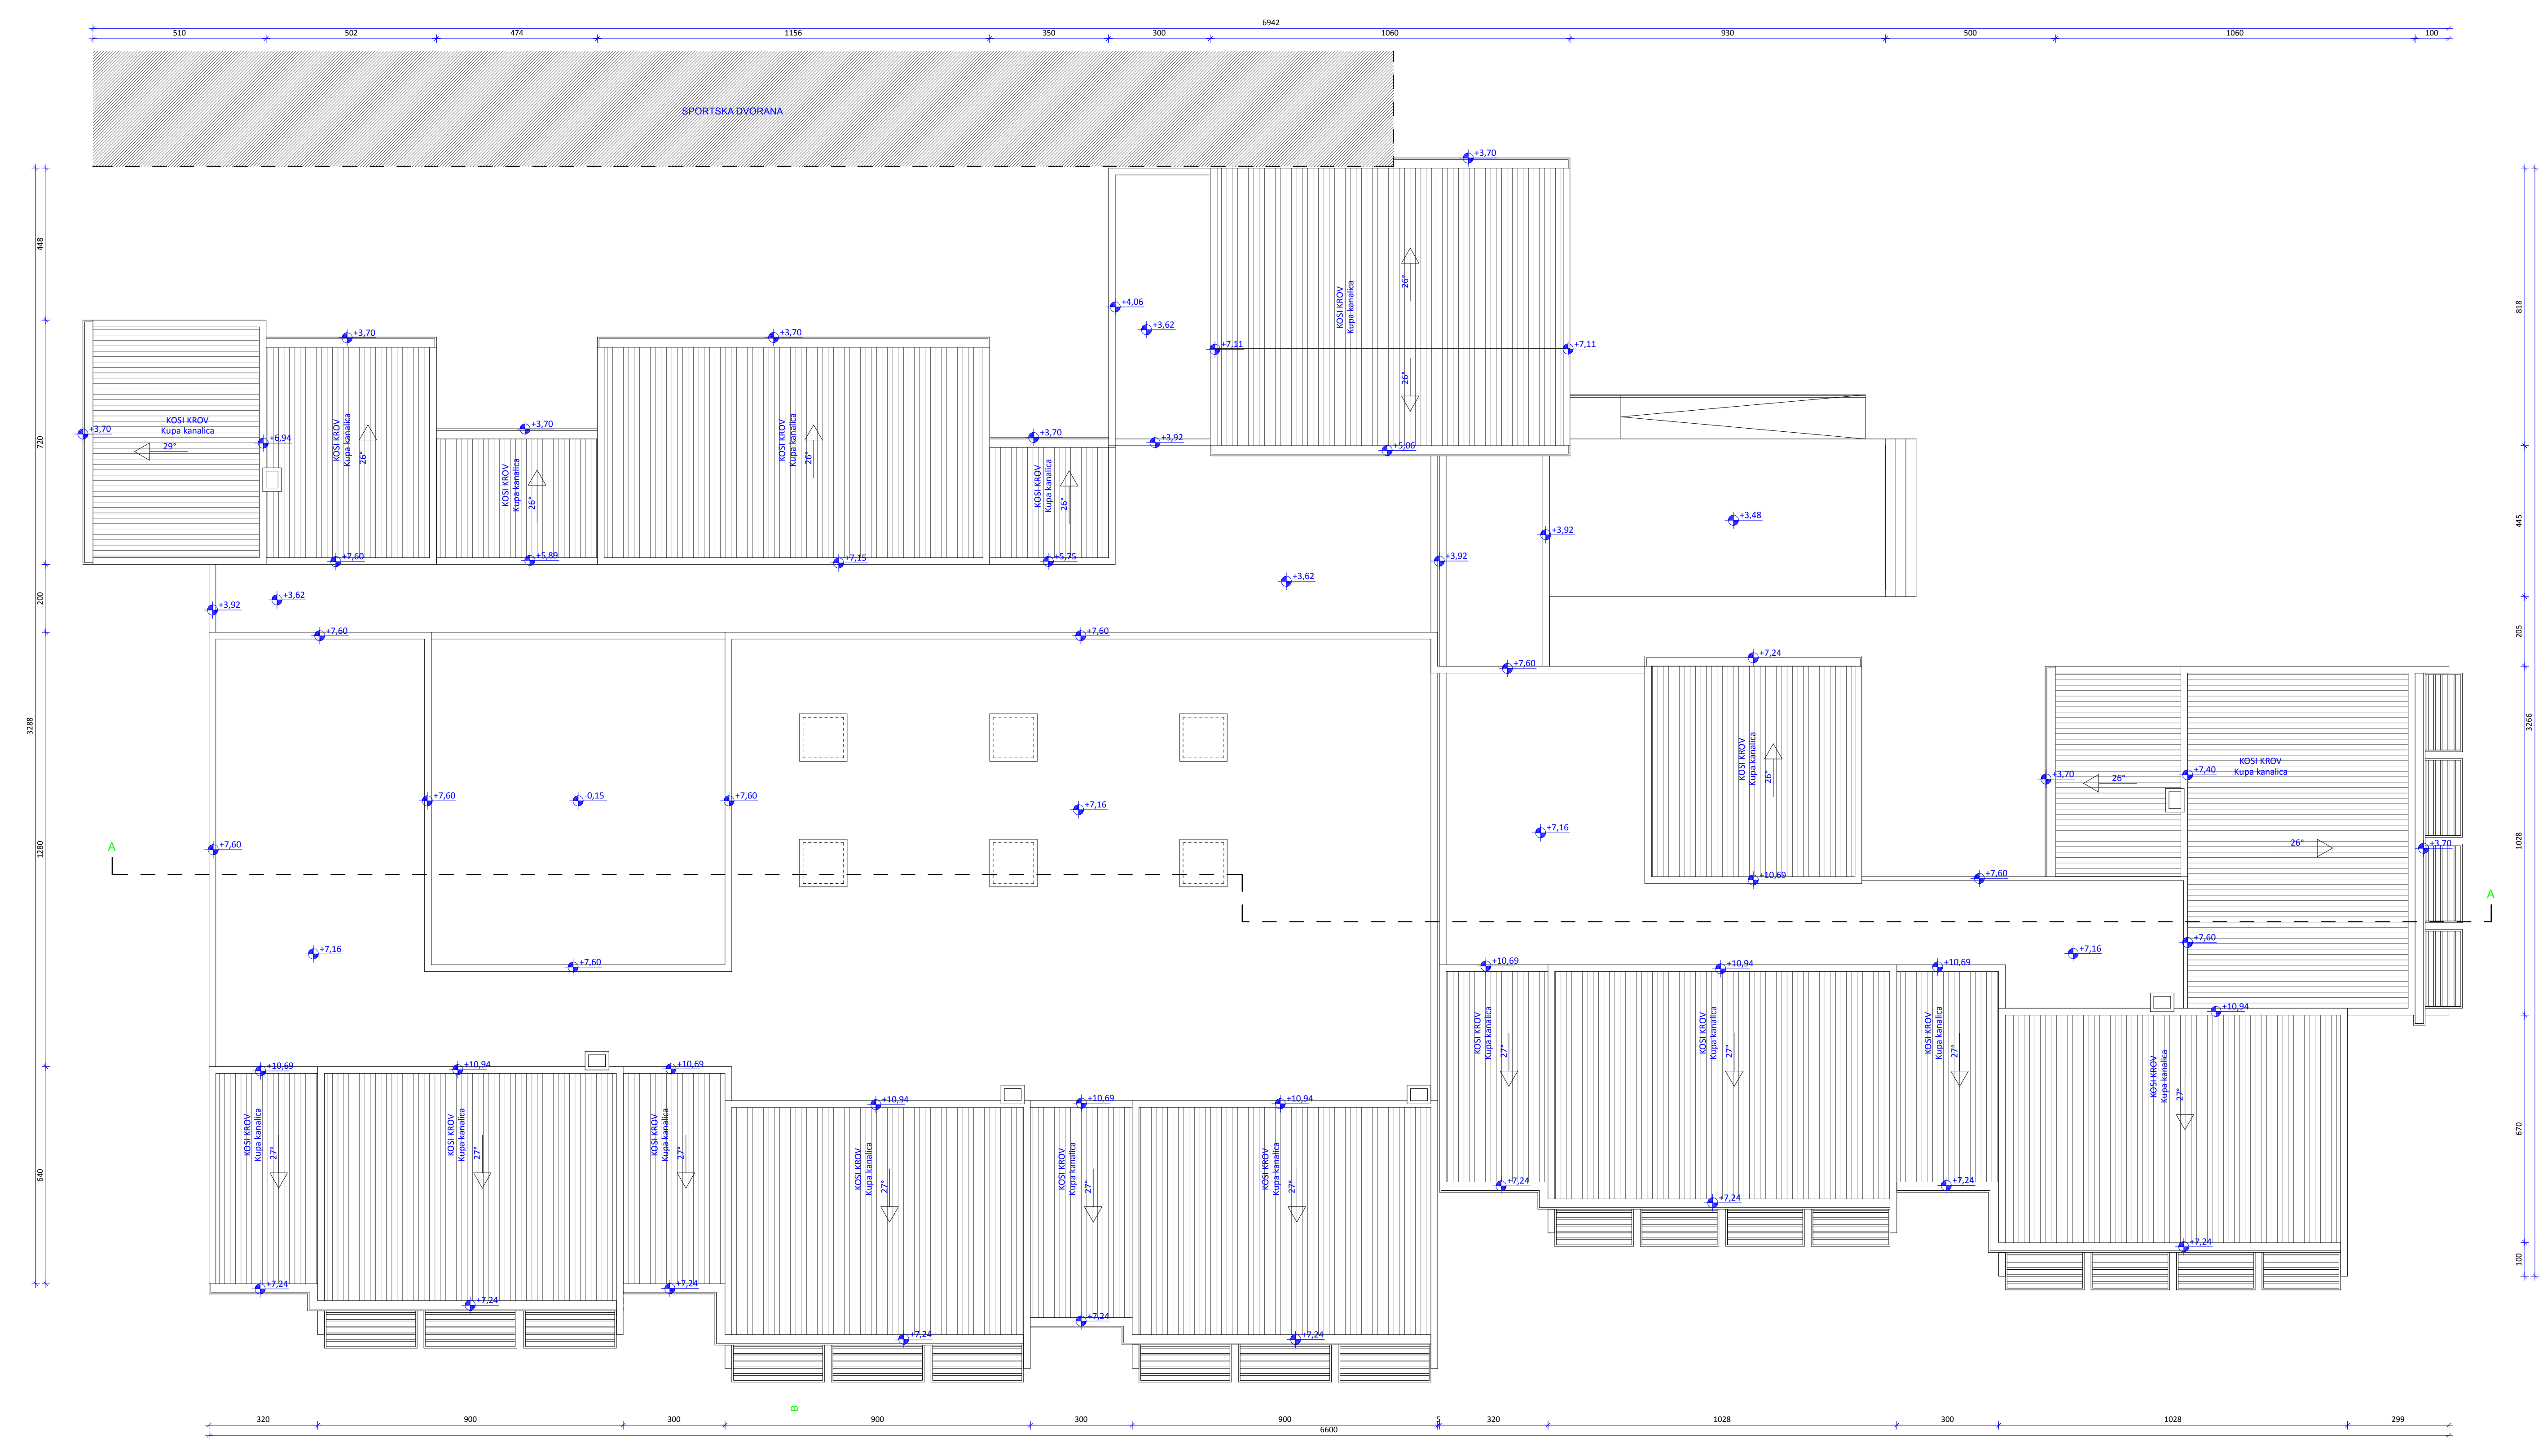 6942
510 502 474 1156 350 300 1060 930 500 1060 100
SPORTSKA DVORANA
+3,70
448
818
+4,06
+3,62
KOSI KROV
Kupa kanalica
26°
26°
+7,11
+7,11
+3,70
+3,70
+3,70
KOSI KROV
Kupa kanalica
29°
+6,94
KOSI KROV
Kupa kanalica
26°
+3,70
KOSI KROV
Kupa kanalica
26°
KOSI KROV
Kupa kanalica
26°
+3,70
KOSI KROV
Kupa kanalica
26°
+3,92
+5,06
720
+7,60
+5,89
+7,15
+5,75
+3,92
+3,92
+3,48
445
+3,62
+3,92
+3,62
200
205
+7,60
+7,60
+7,60
+7,24
3288
3266
KOSI KROV
Kupa kanalica
26°
+3,70
26°
+7,40
KOSI KROV
Kupa kanalica
26°
+3,70
+7,60
-0,15
+7,60
+7,16
+7,16
1280
1028
A
+7,60
+10,69
+7,60
A
+7,16
+7,60
+7,16
+7,60
+10,69
+10,94
+10,69
+10,94
KOSI KROV
Kupa kanalica
27°
KOSI KROV
Kupa kanalica
27°
KOSI KROV
Kupa kanalica
27°
KOSI KROV
Kupa kanalica
27°
+10,69
+10,94
+10,69
+10,94
+10,69
+10,94
KOSI KROV
Kupa kanalica
27°
KOSI KROV
Kupa kanalica
27°
KOSI KROV
Kupa kanalica
27°
KOSI KROV
Kupa kanalica
27°
KOSI KROV
Kupa kanalica
27°
KOSI KROV
Kupa kanalica
27°
640
670
100
+7,24
+7,24
+7,24
+7,24
+7,24
+7,24
+7,24
+7,24
+7,24
+7,24
+7,24
B
320 900 300 900 300 900 5 320 1028 300 1028 299
6600